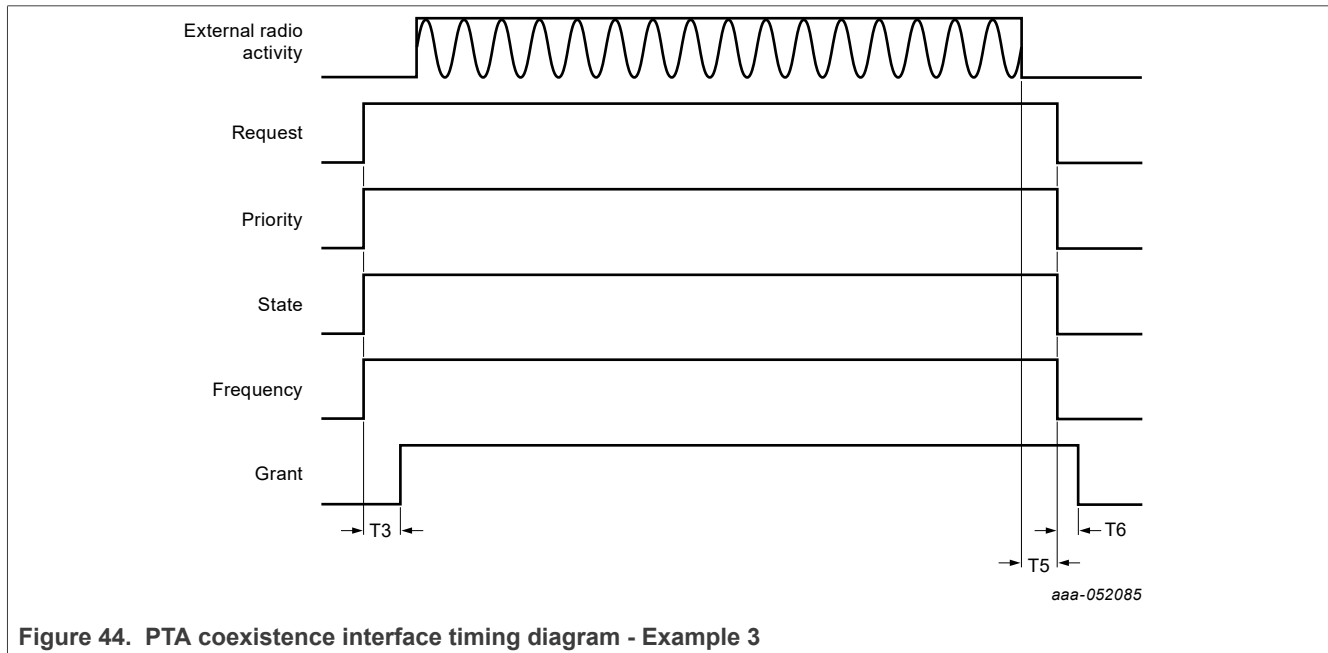 External radio
activity
Request
Priority
State
Frequency
Grant
T3
T6
T5
aaa-052085
Figure 44. PTA coexistence interface timing diagram - Example 3